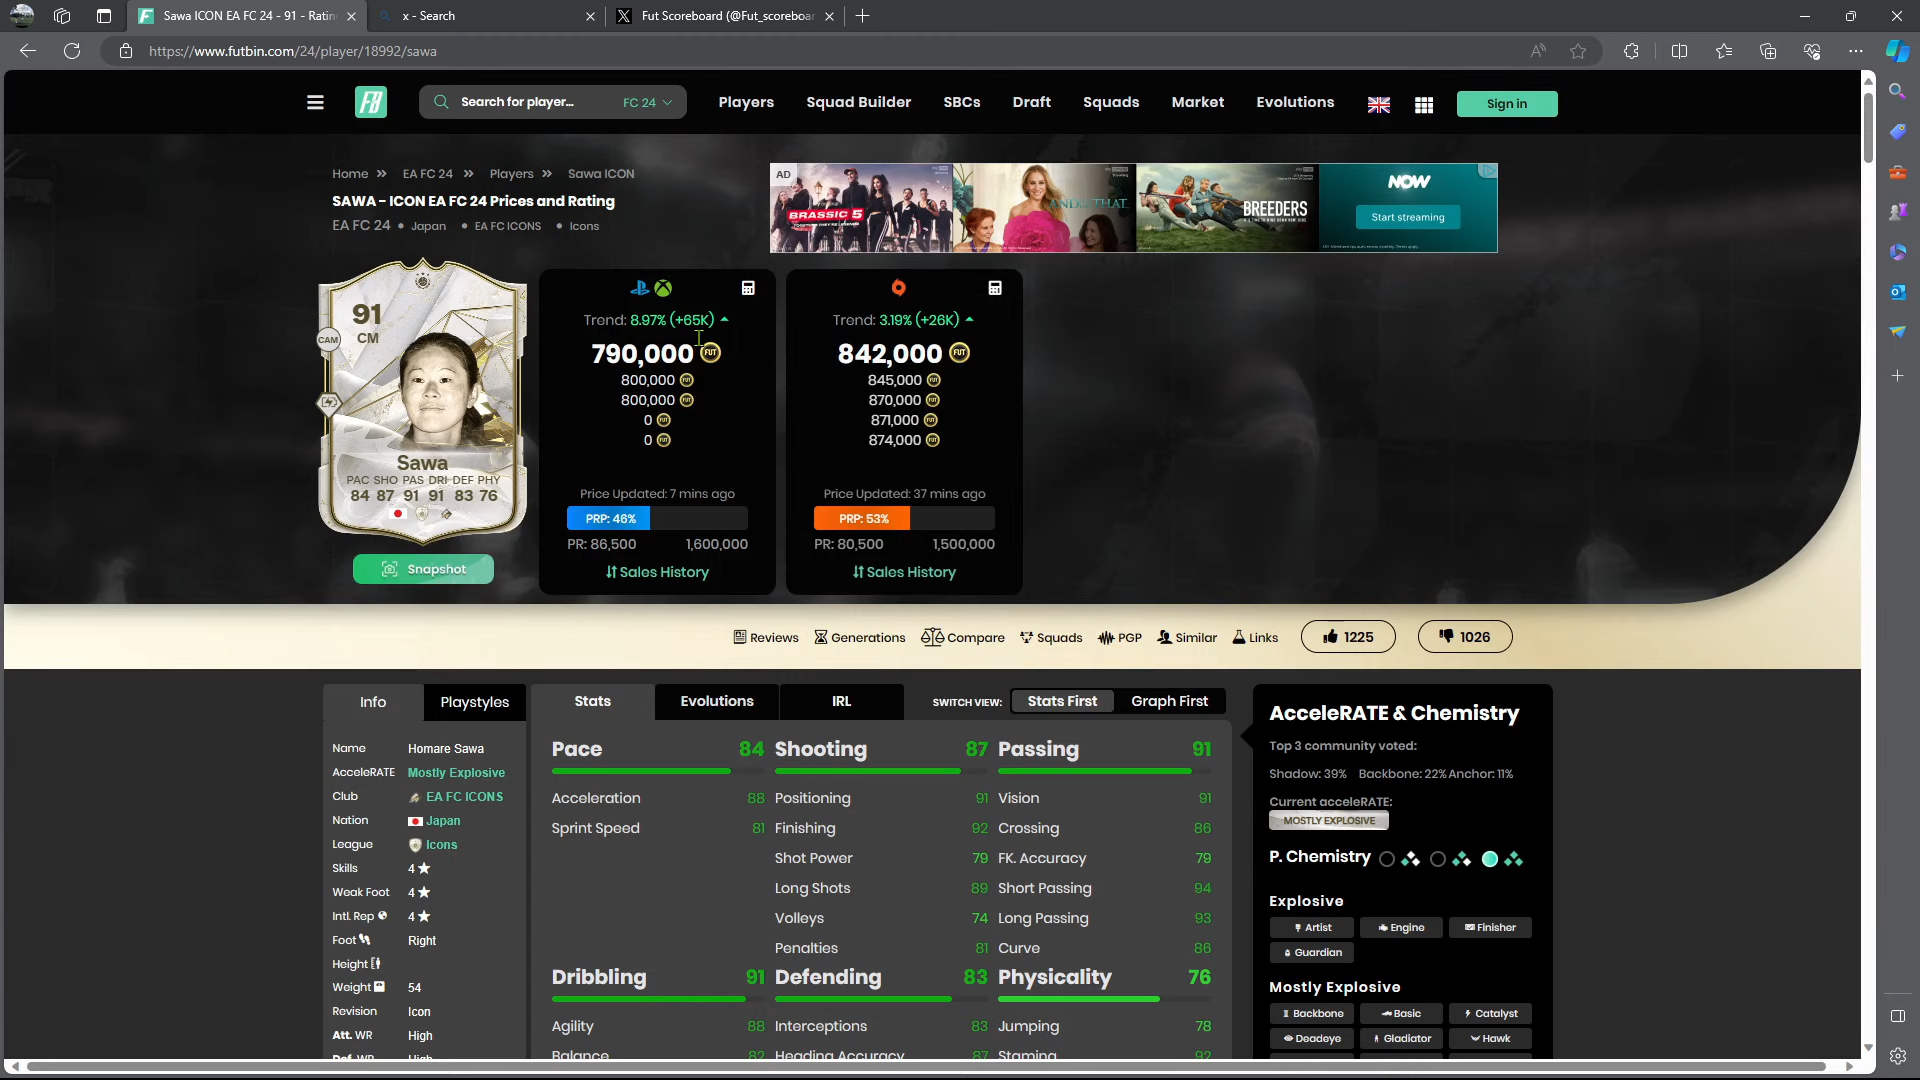 Sawa ICON EA FC 24 - 91 - Ratin
x - Search
Fut Scoreboard (@Fut_scoreboar
https://www.futbin.com/24/player/18992/sawa
Search for player...
FC 24
Players
Squad Builder
SBCs
Draft
Squads
Market
Evolutions
Sign in
Home » EA FC 24 » Players » Sawa ICON
SAWA - ICON EA FC 24 Prices and Rating
EA FC 24 • Japan • EA FC ICONS • Icons
AD
BRASSIC 5
AND THAT
BREEDERS
NOW
Start streaming
91
CM
CAM
Sawa
PAC SHO PAS DRI DEF PHY
84 87 91 91 83 76
Snapshot
Trend: 8.97% (+65K)
790,000 FUT
800,000
800,000
0
0
Price Updated: 7 mins ago
PRP: 46%
PR: 86,500 1,600,000
Sales History
Trend: 3.19% (+26K)
842,000 FUT
845,000
870,000
871,000
874,000
Price Updated: 37 mins ago
PRP: 53%
PR: 80,500 1,500,000
Sales History
Reviews Generations Compare Squads PGP Similar Links 1225 1026
Info Playstyles
Name Homare Sawa
AcceleRATE Mostly Explosive
Club EA FC ICONS
Nation Japan
League Icons
Skills 4★
Weak Foot 4★
Intl. Rep 4★
Foot Right
Height
Weight 54
Revision Icon
Att. WR High
Def. WR High
Stats Evolutions IRL SWITCH VIEW: Stats First Graph First
Pace 84 Shooting 87 Passing 91
Acceleration 88 Positioning 91 Vision 91
Sprint Speed 81 Finishing 92 Crossing 86
Shot Power 79 FK. Accuracy 79
Long Shots 89 Short Passing 94
Volleys 74 Long Passing 93
Penalties 81 Curve 86
Dribbling 91 Defending 83 Physicality 76
Agility 88 Interceptions 83 Jumping 78
Balance 82 Heading Accuracy 87 Stamina 92
AcceleRATE & Chemistry
Top 3 community voted:
Shadow: 39% Backbone: 22% Anchor: 11%
Current acceleRATE:
MOSTLY EXPLOSIVE
P. Chemistry
Explosive
Artist Engine Finisher
Guardian
Mostly Explosive
Backbone Basic Catalyst
Deadeye Gladiator Hawk